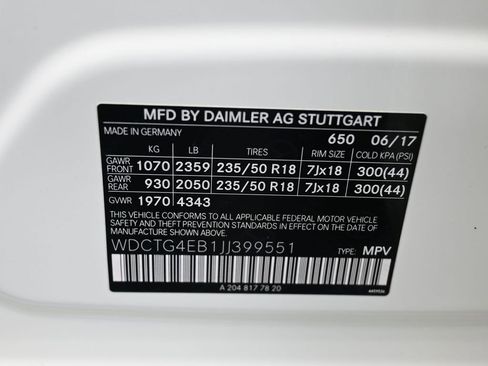 MFD BY DAIMLER AG STUTTGART
MADE IN GERMANY 650 06/17
LB TIRES RIM SIZE COLD KPA (PSI)
GAWR FRONT 1070 2359 235/50 R18 7Jx18 300(44)
GAWR REAR 930 2050 235/50 R18 7Jx18 300(44)
GVWR 1970 4343
THIS VEHICLE CONFORMS TO ALL APPLICABLE FEDERAL MOTOR VEHICLE
SAFETY AND THEFT PREVENTION STANDARDS IN EFFECT ON THE DATE OF
MANUFACTURE SHOWN ABOVE.
WDCTG4EB1JJ399551 TYPE: MPV
A 204 817 78 20